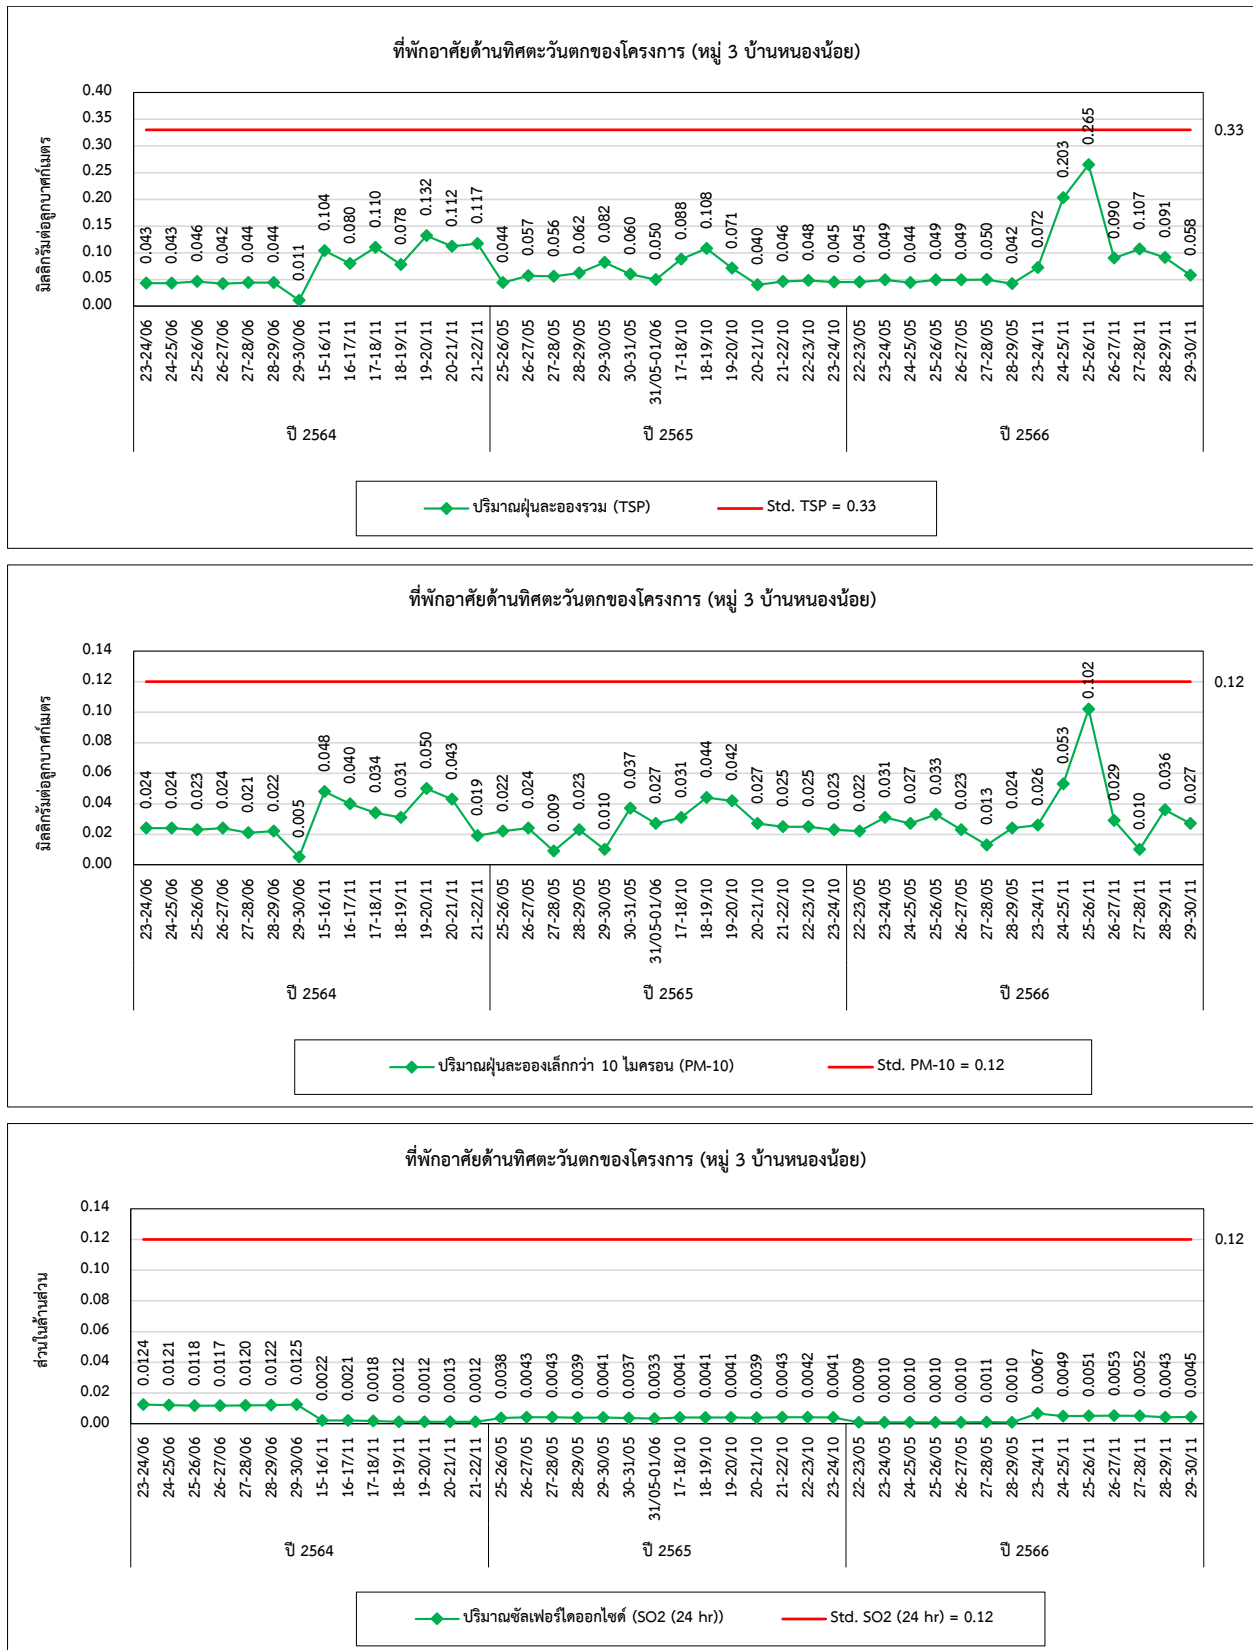 ที่พักอาศัยด้านทิศตะวันตกของโครงการ (หมู่ 3 บ้านหนองน้อย)
มิลลิกรัมต่อลูกบาศก์เมตร
0.40
0.35
0.30
0.25
0.20
0.15
0.10
0.05
0.00
0.043 0.043 0.046 0.042 0.044 0.044 0.011 0.104 0.080 0.110 0.078 0.132 0.112 0.117 0.044 0.057 0.056 0.062 0.082 0.060 0.050 0.088 0.108 0.071 0.040 0.046 0.048 0.045 0.045 0.049 0.044 0.049 0.049 0.050 0.042 0.072 0.203 0.265 0.090 0.107 0.091 0.058
0.33
23-24/06 24-25/06 25-26/06 26-27/06 27-28/06 28-29/06 29-30/06 15-16/11 16-17/11 17-18/11 18-19/11 19-20/11 20-21/11 21-22/11 25-26/05 26-27/05 27-28/05 28-29/05 29-30/05 30-31/05 31/05-01/06 17-18/10 18-19/10 19-20/10 20-21/10 21-22/10 22-23/10 23-24/10 22-23/05 23-24/05 24-25/05 25-26/05 26-27/05 27-28/05 28-29/05 23-24/11 24-25/11 25-26/11 26-27/11 27-28/11 28-29/11 29-30/11
ปี 2564 ปี 2565 ปี 2566
ปริมาณฝุ่นละอองรวม (TSP) Std. TSP = 0.33
ที่พักอาศัยด้านทิศตะวันตกของโครงการ (หมู่ 3 บ้านหนองน้อย)
มิลลิกรัมต่อลูกบาศก์เมตร
0.14
0.12
0.10
0.08
0.06
0.04
0.02
0.00
0.024 0.024 0.023 0.024 0.021 0.022 0.005 0.048 0.040 0.034 0.031 0.050 0.043 0.019 0.022 0.024 0.009 0.023 0.010 0.037 0.027 0.031 0.044 0.042 0.027 0.025 0.025 0.023 0.022 0.031 0.027 0.033 0.023 0.013 0.024 0.026 0.053 0.102 0.029 0.010 0.036 0.027
0.12
23-24/06 24-25/06 25-26/06 26-27/06 27-28/06 28-29/06 29-30/06 15-16/11 16-17/11 17-18/11 18-19/11 19-20/11 20-21/11 21-22/11 25-26/05 26-27/05 27-28/05 28-29/05 29-30/05 30-31/05 31/05-01/06 17-18/10 18-19/10 19-20/10 20-21/10 21-22/10 22-23/10 23-24/10 22-23/05 23-24/05 24-25/05 25-26/05 26-27/05 27-28/05 28-29/05 23-24/11 24-25/11 25-26/11 26-27/11 27-28/11 28-29/11 29-30/11
ปี 2564 ปี 2565 ปี 2566
ปริมาณฝุ่นละอองเล็กกว่า 10 ไมครอน (PM-10) Std. PM-10 = 0.12
ที่พักอาศัยด้านทิศตะวันตกของโครงการ (หมู่ 3 บ้านหนองน้อย)
ส่วนในล้านส่วน
0.14
0.12
0.10
0.08
0.06
0.04
0.02
0.00
0.0124 0.0121 0.0118 0.0117 0.0120 0.0122 0.0125 0.0022 0.0021 0.0018 0.0012 0.0012 0.0013 0.0012 0.0038 0.0043 0.0043 0.0039 0.0041 0.0037 0.0033 0.0041 0.0041 0.0041 0.0039 0.0043 0.0042 0.0041 0.0009 0.0010 0.0010 0.0010 0.0010 0.0011 0.0010 0.0067 0.0049 0.0051 0.0053 0.0052 0.0043 0.0045
0.12
23-24/06 24-25/06 25-26/06 26-27/06 27-28/06 28-29/06 29-30/06 15-16/11 16-17/11 17-18/11 18-19/11 19-20/11 20-21/11 21-22/11 25-26/05 26-27/05 27-28/05 28-29/05 29-30/05 30-31/05 31/05-01/06 17-18/10 18-19/10 19-20/10 20-21/10 21-22/10 22-23/10 23-24/10 22-23/05 23-24/05 24-25/05 25-26/05 26-27/05 27-28/05 28-29/05 23-24/11 24-25/11 25-26/11 26-27/11 27-28/11 28-29/11 29-30/11
ปี 2564 ปี 2565 ปี 2566
ปริมาณซัลเฟอร์ไดออกไซด์ (SO2 (24 hr)) Std. SO2 (24 hr) = 0.12